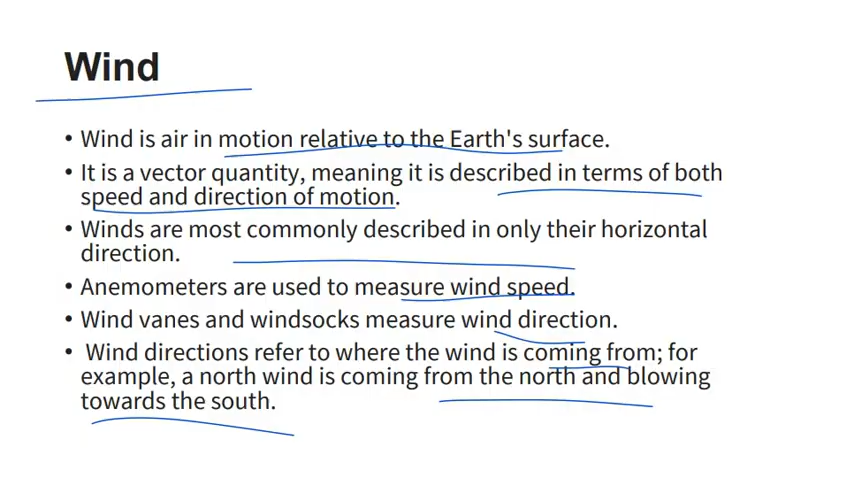 Wind
• Wind is air in motion relative to the Earth's surface.
• It is a vector quantity, meaning it is described in terms of both
speed and direction of motion.
• Winds are most commonly described in only their horizontal
direction.
• Anemometers are used to measure wind speed.
• Wind vanes and windsocks measure wind direction.
• Wind directions refer to where the wind is coming from; for
example, a north wind is coming from the north and blowing
towards the south.